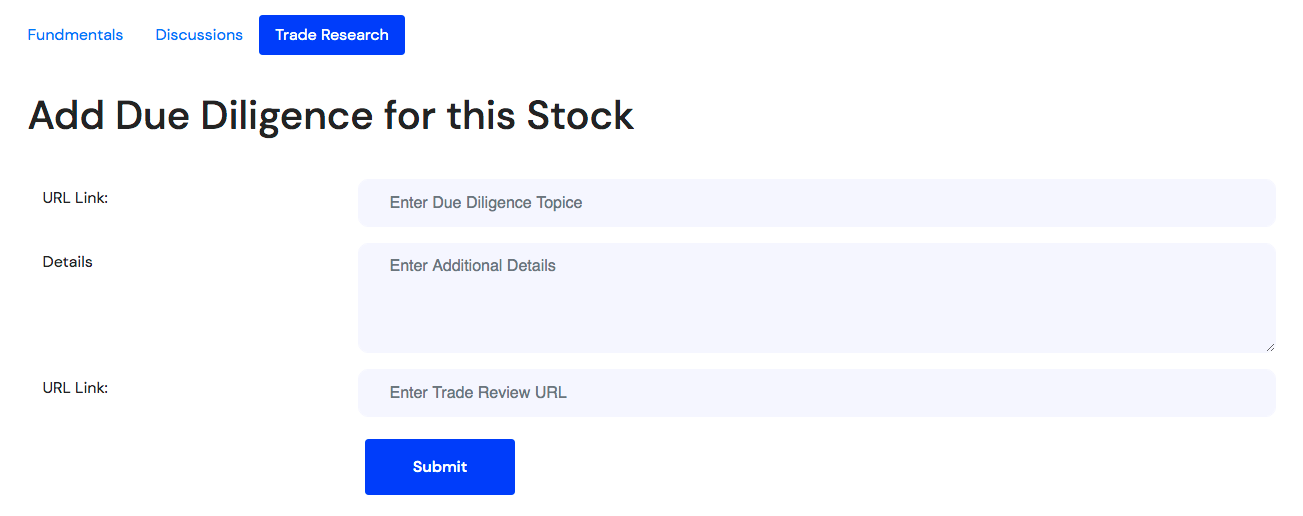 Fundmentals Discussions Trade Research
Add Due Diligence for this Stock
URL Link: Enter Due Diligence Topice
Details Enter Additional Details
URL Link: Enter Trade Review URL
Submit